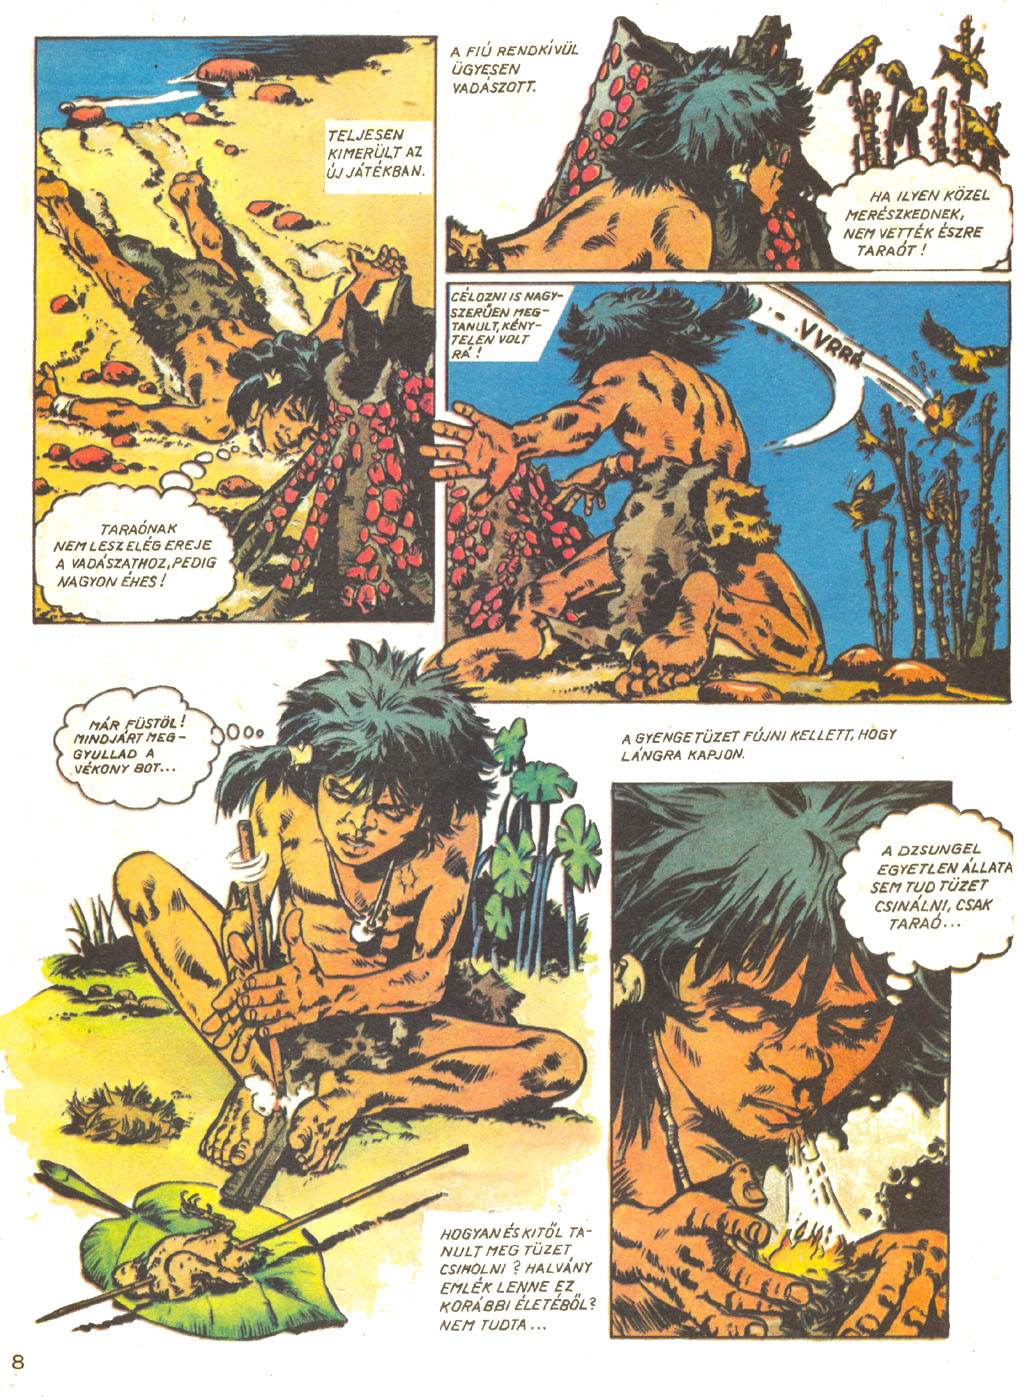 TELJESEN
KIMERÜLT AZ
ÚJ JÁTÉKBAN.
TARAÓNAK
NEM LESZ ELÉG EREJE
A VADÁSZATHOZ, PEDIG
NAGYON ÉHES!
A FIÚ RENDKÍVÜL
ÜGYESEN
VADÁSZOTT.
HA ILYEN KÖZEL
MERÉSZKEDNEK,
NEM VETTÉK ÉSZRE
TARAÓT!
CÉLOZNI IS NAGY-
SZERŰEN MEG-
TANULT, KÉNY-
TELEN VOLT
RÁ!
VVRRR
MÁR FÜSTÖL!
MINDJÁRT MEG-
GYULLAD A
VÉKONY BOT...
HOGYAN ÉS KITŐL TA-
NULT MEG TÜZET
CSIHOLNI? HALVÁNY
EMLÉK LENNE EZ
KORÁBBI ÉLETÉBŐL?
NEM TUDTA...
A GYENGE TÜZET FÚJNI KELLETT, HOGY
LÁNGRA KAPJON.
A DZSUNGEL
EGYETLEN ÁLLATA
SEM TUD TÜZET
CSINÁLNI, CSAK
TARAÓ...
8